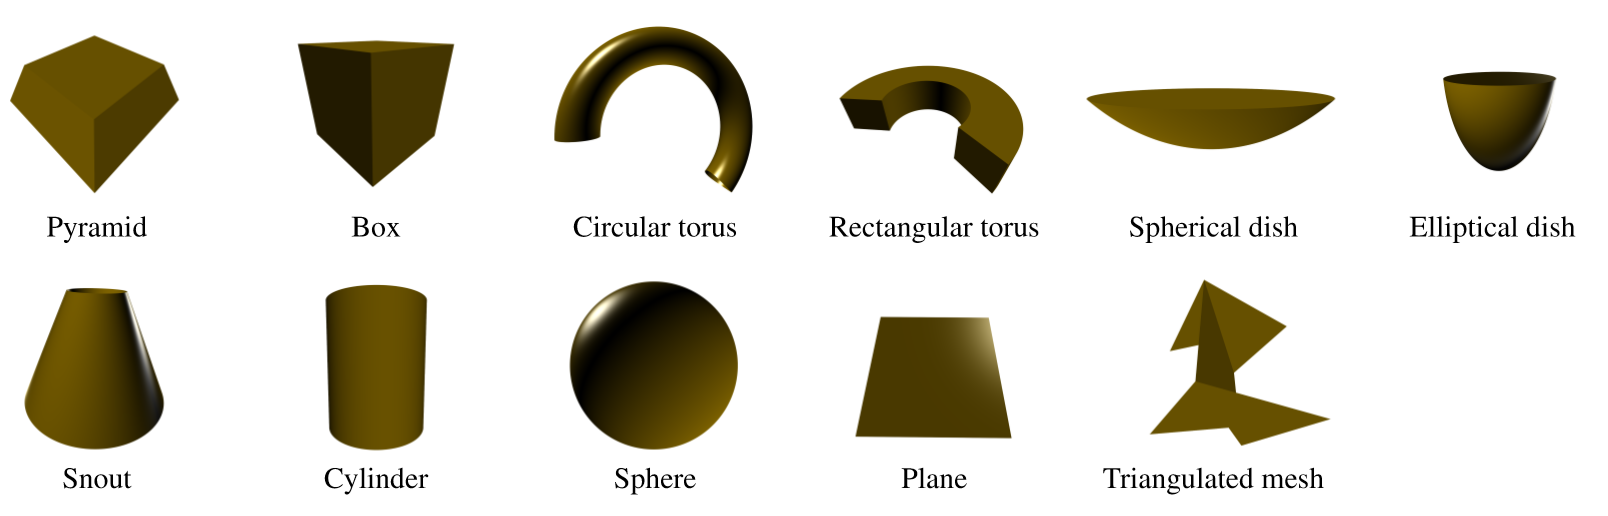 Pyramid
Box
Circular torus
Rectangular torus
Spherical dish
Elliptical dish
Snout
Cylinder
Sphere
Plane
Triangulated mesh